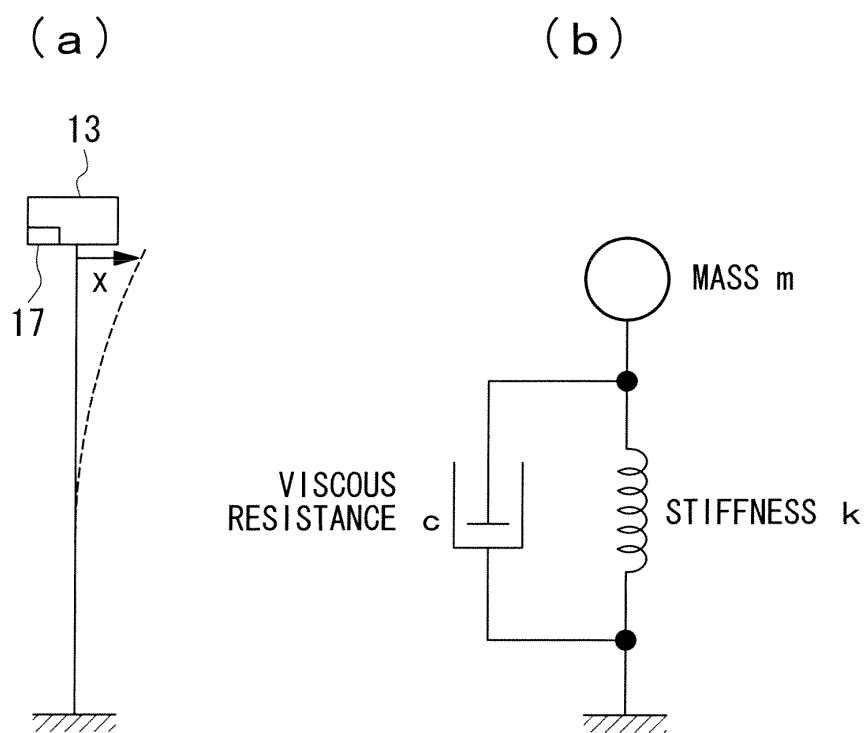 (a)
(b)
13
X
17
MASS m
VISCOUS
RESISTANCE c
STIFFNESS k